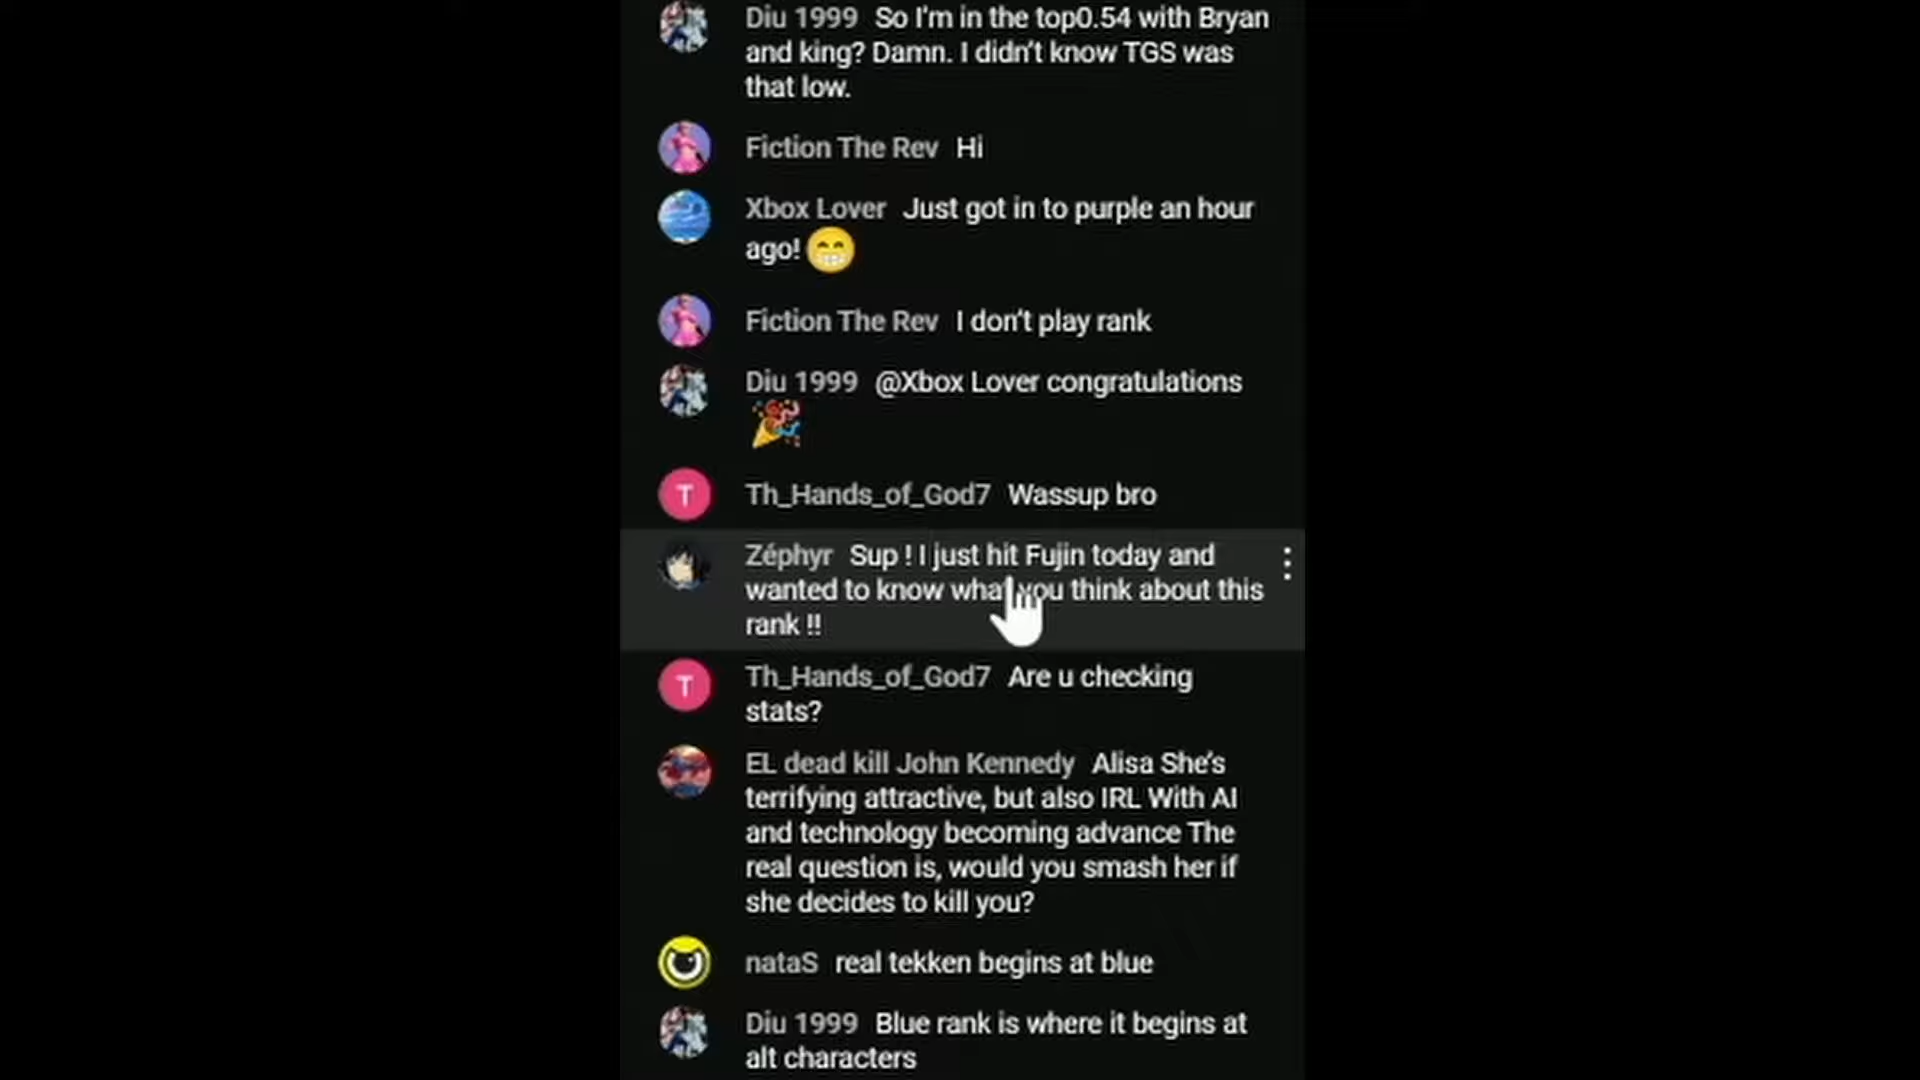 Diu 1999 So I'm in the top0.54 with Bryan
and king? Damn. I didn't know TGS was
that low.
Fiction The Rev Hi
Xbox Lover Just got in to purple an hour
ago! 😁
Fiction The Rev I don't play rank
Diu 1999 @Xbox Lover congratulations
🎉
T Th_Hands_of_God7 Wassup bro
Zéphyr Sup ! I just hit Fujin today and
wanted to know what you think about this
rank !!
T Th_Hands_of_God7 Are u checking
stats?
EL dead kill John Kennedy Alisa She's
terrifying attractive, but also IRL With AI
and technology becoming advance The
real question is, would you smash her if
she decides to kill you?
nataS real tekken begins at blue
Diu 1999 Blue rank is where it begins at
alt characters